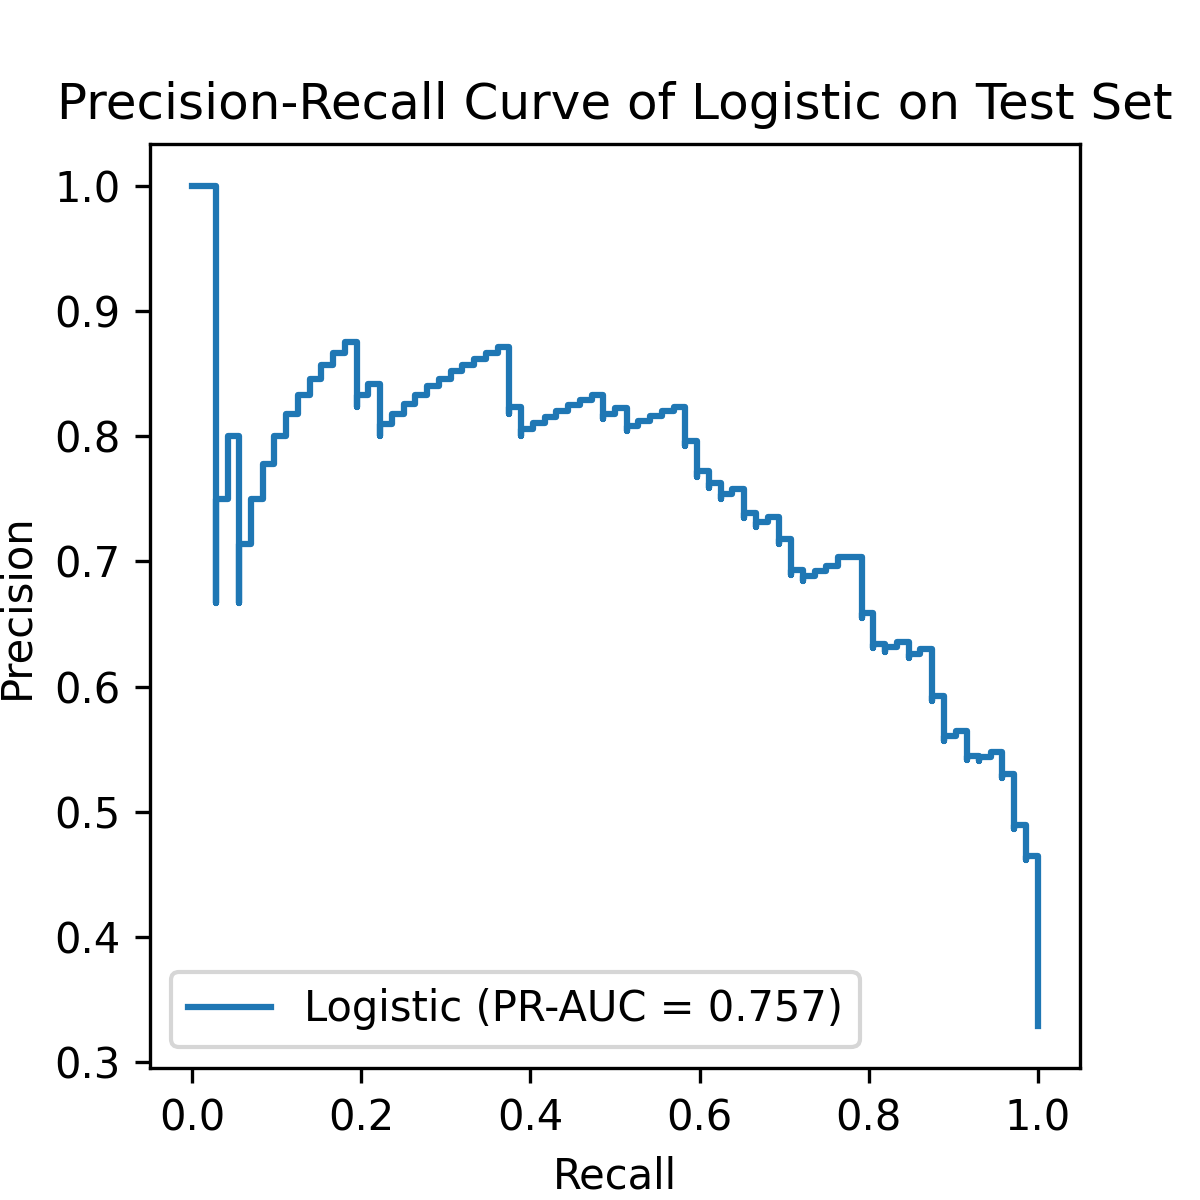 Precision-Recall Curve of Logistic on Test Set
1.0
0.9
0.8
0.7
0.6
0.5
0.4
0.3
Precision
Logistic (PR-AUC = 0.757)
0.0 0.2 0.4 0.6 0.8 1.0
Recall